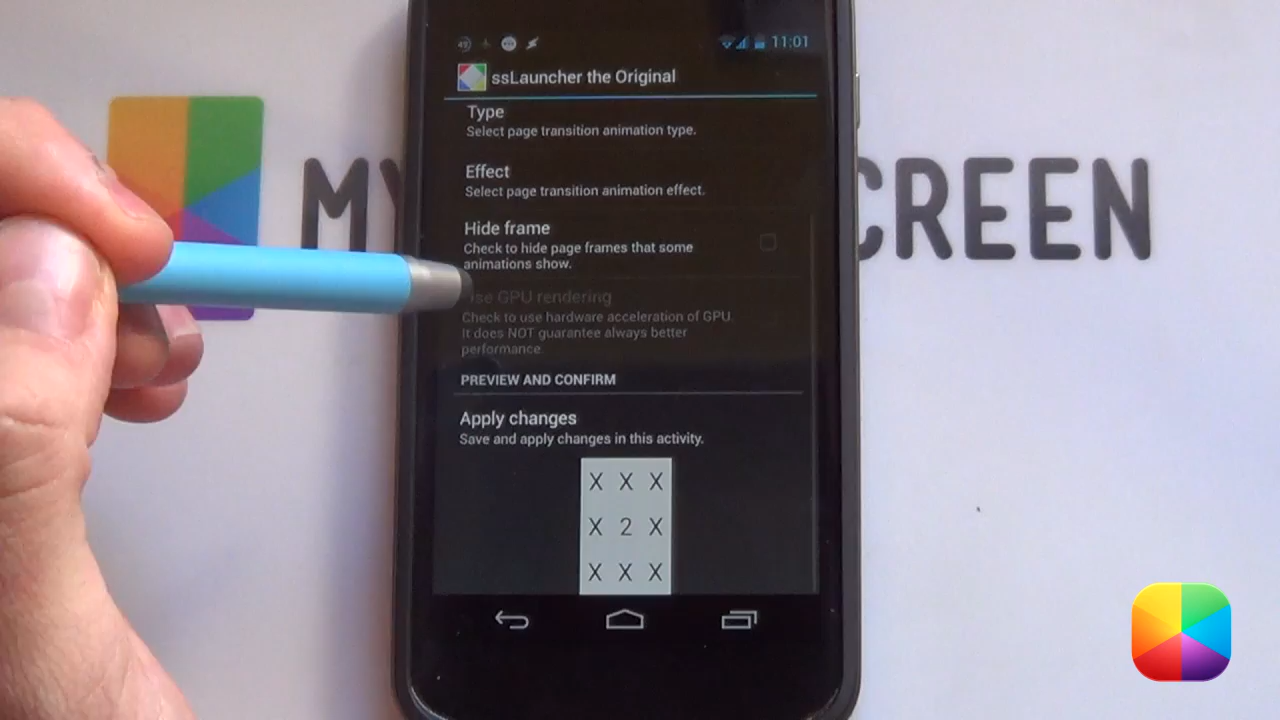 49
11:01
ssLauncher the Original
Type
Select page transition animation type.
Effect
Select page transition animation effect.
Hide frame
Check to hide page frames that some
animations show.
GPU rendering
Check to use hardware acceleration of GPU.
It does NOT guarantee always better
performance.
PREVIEW AND CONFIRM
Apply changes
Save and apply changes in this activity.
X X X
X 2 X
X X X
MY
CREEN